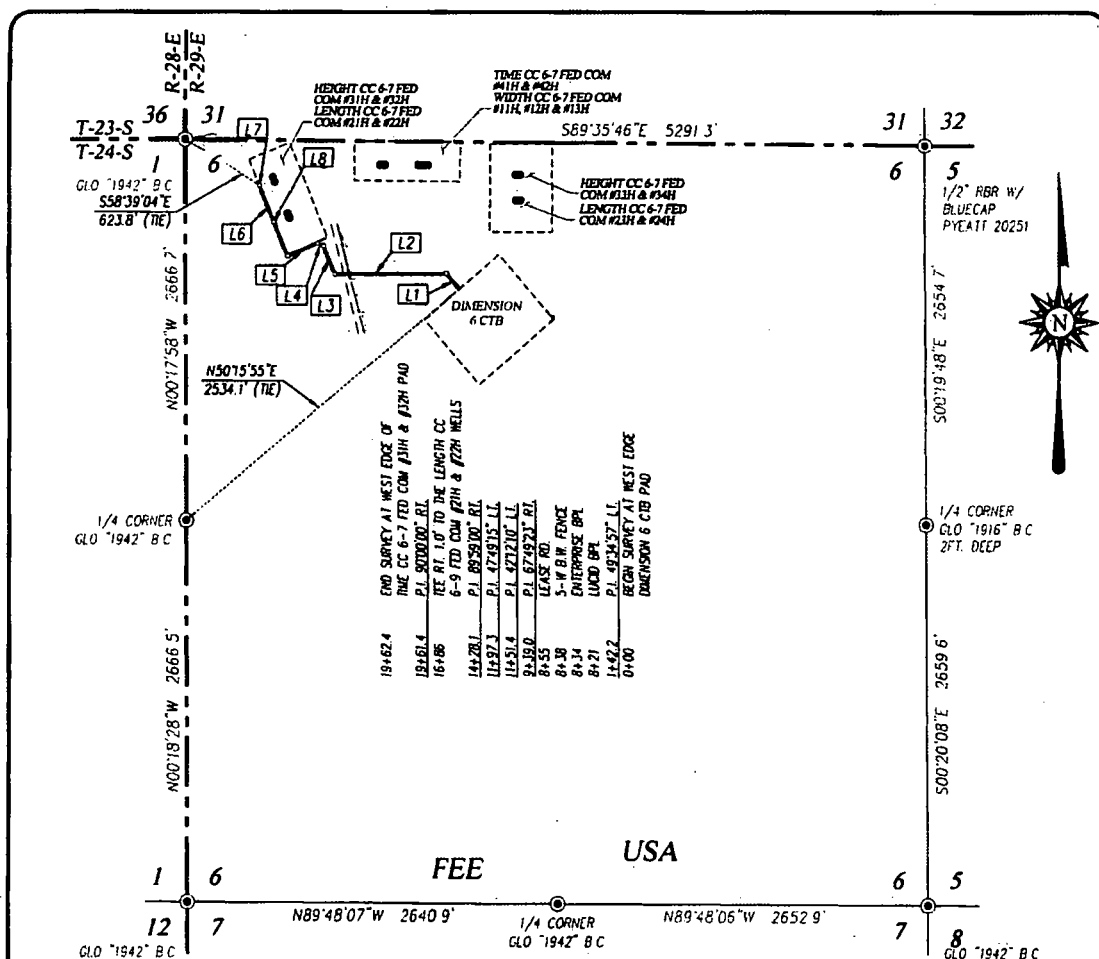 R-28-E
R-29-E
HEIGHT CC 6-7 FED
COM #31H & #32H
LENGTH CC 6-7 FED
COM #21H & #22H
TIME CC 6-7 FED COM
#41H & #42H
WIDTH CC 6-7 FED COM
#11H, #12H & #13H
36 31
L7
S89°35'46"E 5291.3'
31 32
T-23-S
T-24-S
1 6
L8
6 5
GLO "1942" B C
S58°39'04"E
623.8' (TIE)
HEIGHT CC 6-7 FED
COM #33H & #34H
LENGTH CC 6-7 FED
COM #23H & #24H
1/2" RBR W/
BLUECAP
PYEATT 20251
L6
L5
L4
L3
L2
L1
DIMENSION
6 CTB
N
N00°17'58"W 2666.7'
S00°19'48"E 2654.7'
N50°15'55"E
2534.1' (TIE)
19+62.4 END SURVEY AT WEST EDGE OF
TIME CC 6-7 FED COM #31H & #32H PAD
19+61.4 P.I. 90°00'00" RT.
16+86 TEE RT. 1.0' TO THE LENGTH CC
6-9 FED COM #21H & #22H WELLS
14+28.1 P.I. 89°59'00" RT.
11+97.3 P.I. 47°49'15" LT.
11+51.4 P.I. 42°12'10" LT.
9+39.0 P.I. 67°49'23" RT.
8+55 LEASE RD.
8+38 5-W B.W. FENCE
8+34 ENTERPRISE BPL
8+21 LUCID BPL
1+42.2 P.I. 49°34'57" LT.
0+00 BEGIN SURVEY AT WEST EDGE
DIMENSION 6 CTB PAD
1/4 CORNER
GLO "1942" B C
1/4 CORNER
GLO "1916" B C
2FT. DEEP
N00°18'28"W 2666.5'
S00°20'08"E 2659.6'
FEE USA
1 6
6 5
12 7
N89°48'07"W 2640.9'
1/4 CORNER
GLO "1942" B C
N89°48'06"W 2652.9'
7 8
GLO "1942" B C
GLO "1942" B C